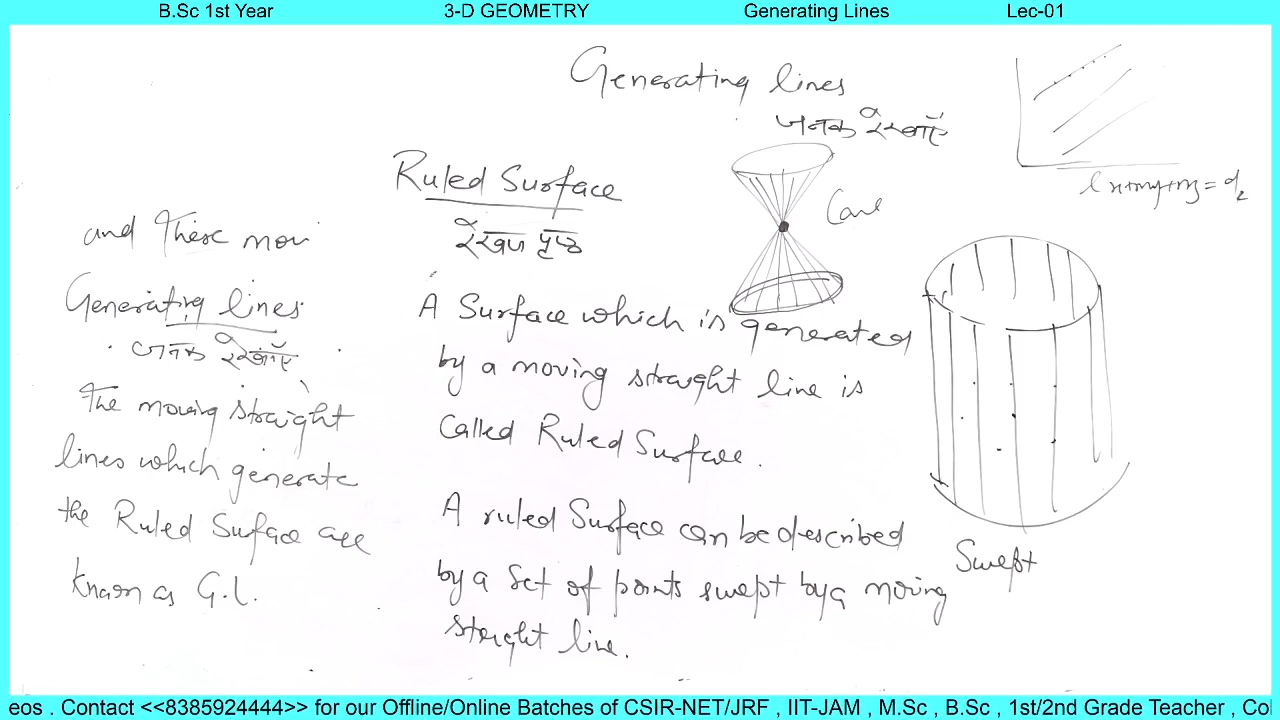 B.Sc 1st Year 3-D GEOMETRY Generating Lines Lec-01
Generating lines
जनक रेखाएँ
Ruled Surface
रेखज पृष्ठ
Cone
and these
Generating lines
जनक रेखाएँ
The moving straight
lines which generate
the Ruled Surface are
known as G.L.
A Surface which is generated
by a moving straight line is
called Ruled Surface.
A ruled Surface can be described
by a Set of points swept by a moving
straight line.
Swept
eos . Contact <<8385924444>> for our Offline/Online Batches of CSIR-NET/JRF , IIT-JAM , M.Sc , B.Sc , 1st/2nd Grade Teacher , Col